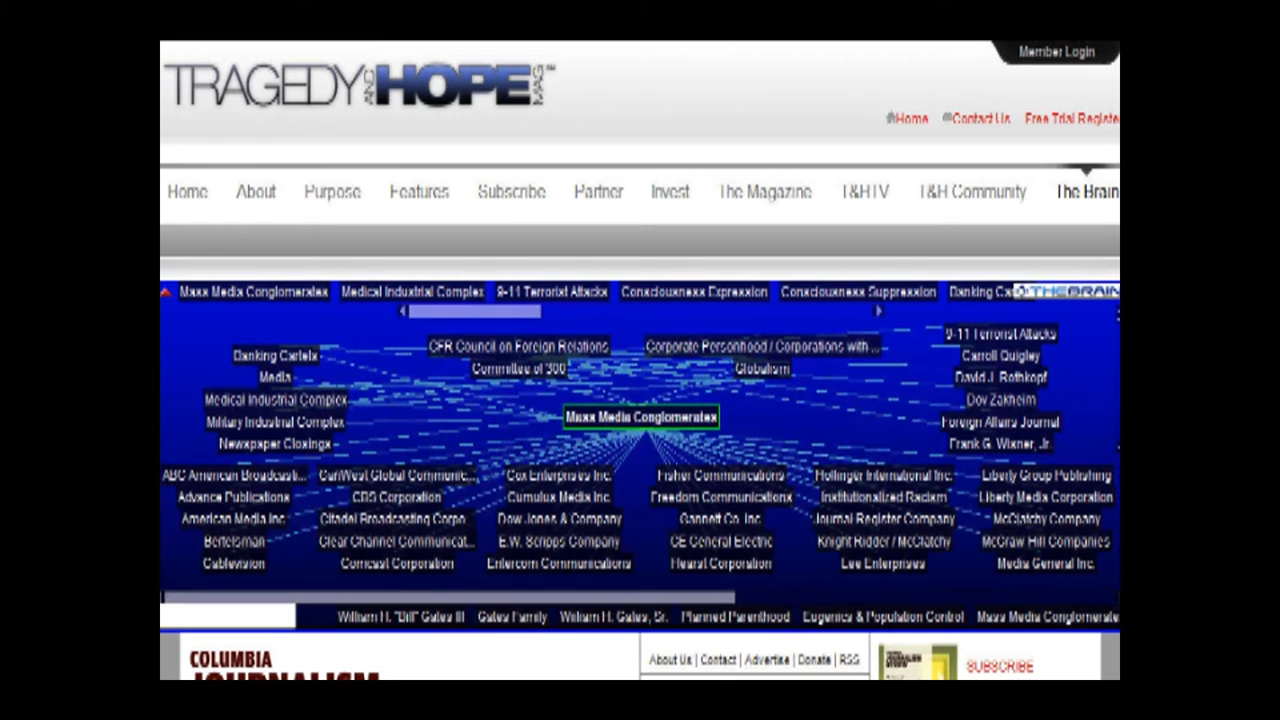 TRAGEDY AND HOPE MAG™
Member Login
Home Contact Us Free Trial Registe
Home About Purpose Features Subscribe Partner Invest The Magazine T&HTV T&H Community The Brain
Mass Media Conglomerates Medical Industrial Complex 9-11 Terrorist Attacks Consciousness Expression Consciousness Suppression Banking Ca THEBRAIN
9-11 Terrorist Attacks
CFR Council on Foreign Relations Corporate Personhood / Corporations with ...
Banking Cartels Carroll Quigley
Committee of 300 Globalism
Media David J. Rothkopf
Medical Industrial Complex Dov Zakheim
Mass Media Conglomerates
Military Industrial Complex Foreign Affairs Journal
Newspaper Closings Frank G. Wisner, Jr.
ABC American Broadcasti... CanWest Global Communic... Cox Enterprises Inc. Fisher Communications Hollinger International Inc. Liberty Group Publishing
Advance Publications CBS Corporation Cumulus Media Inc. Freedom Communications Institutionalized Racism Liberty Media Corporation
American Media Inc. Citadel Broadcasting Corpo... Dow Jones & Company Gannett Co. Inc. Journal Register Company McClatchy Company
Bertelsman Clear Channel Communicat... E.W. Scripps Company GE General Electric Knight Ridder / McClatchy McGraw Hill Companies
Cablevision Comcast Corporation Entercom Communications Hearst Corporation Lee Enterprises Media General Inc.
William H. "Bill" Gates III Gates Family William H. Gates, Sr. Planned Parenthood Eugenics & Population Control Mass Media Conglomerate
COLUMBIA
JOURNALISM
About Us | Contact | Advertise | Donate | RSS
SUBSCRIBE